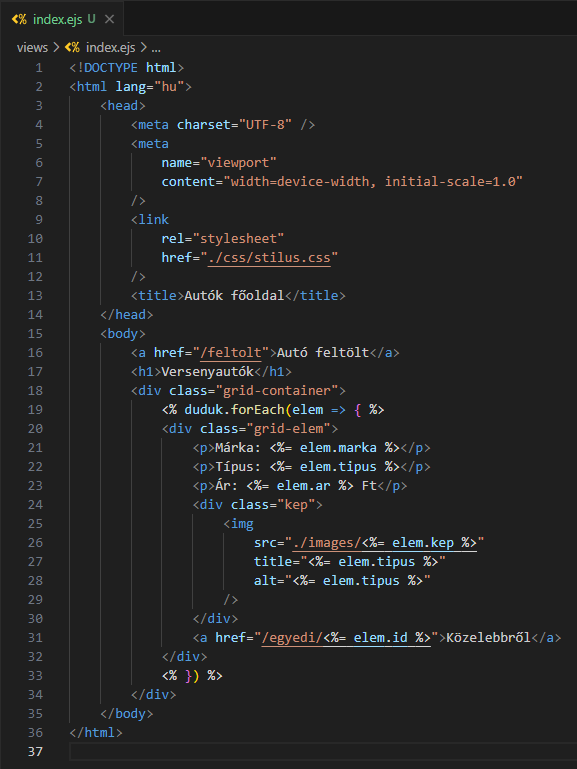 <% index.ejs U ×
views > <% index.ejs > ...
1 <!DOCTYPE html>
2 <html lang="hu">
3     <head>
4         <meta charset="UTF-8" />
5         <meta
6             name="viewport"
7             content="width=device-width, initial-scale=1.0"
8         />
9         <link
10             rel="stylesheet"
11             href="./css/stilus.css"
12         />
13         <title>Autók főoldal</title>
14     </head>
15     <body>
16         <a href="/feltolt">Autó feltölt</a>
17         <h1>Versenyautók</h1>
18         <div class="grid-container">
19             <% duduk.forEach(elem => { %>
20             <div class="grid-elem">
21                 <p>Márka: <%= elem.marka %></p>
22                 <p>Típus: <%= elem.tipus %></p>
23                 <p>Ár: <%= elem.ar %> Ft</p>
24                 <div class="kep">
25                     <img
26                         src="./images/<%= elem.kep %>"
27                         title="<%= elem.tipus %>"
28                         alt="<%= elem.tipus %>"
29                     />
30                 </div>
31                 <a href="/egyedi/<%= elem.id %>">Közelebbről</a>
32             </div>
33             <% }) %>
34         </div>
35     </body>
36 </html>
37